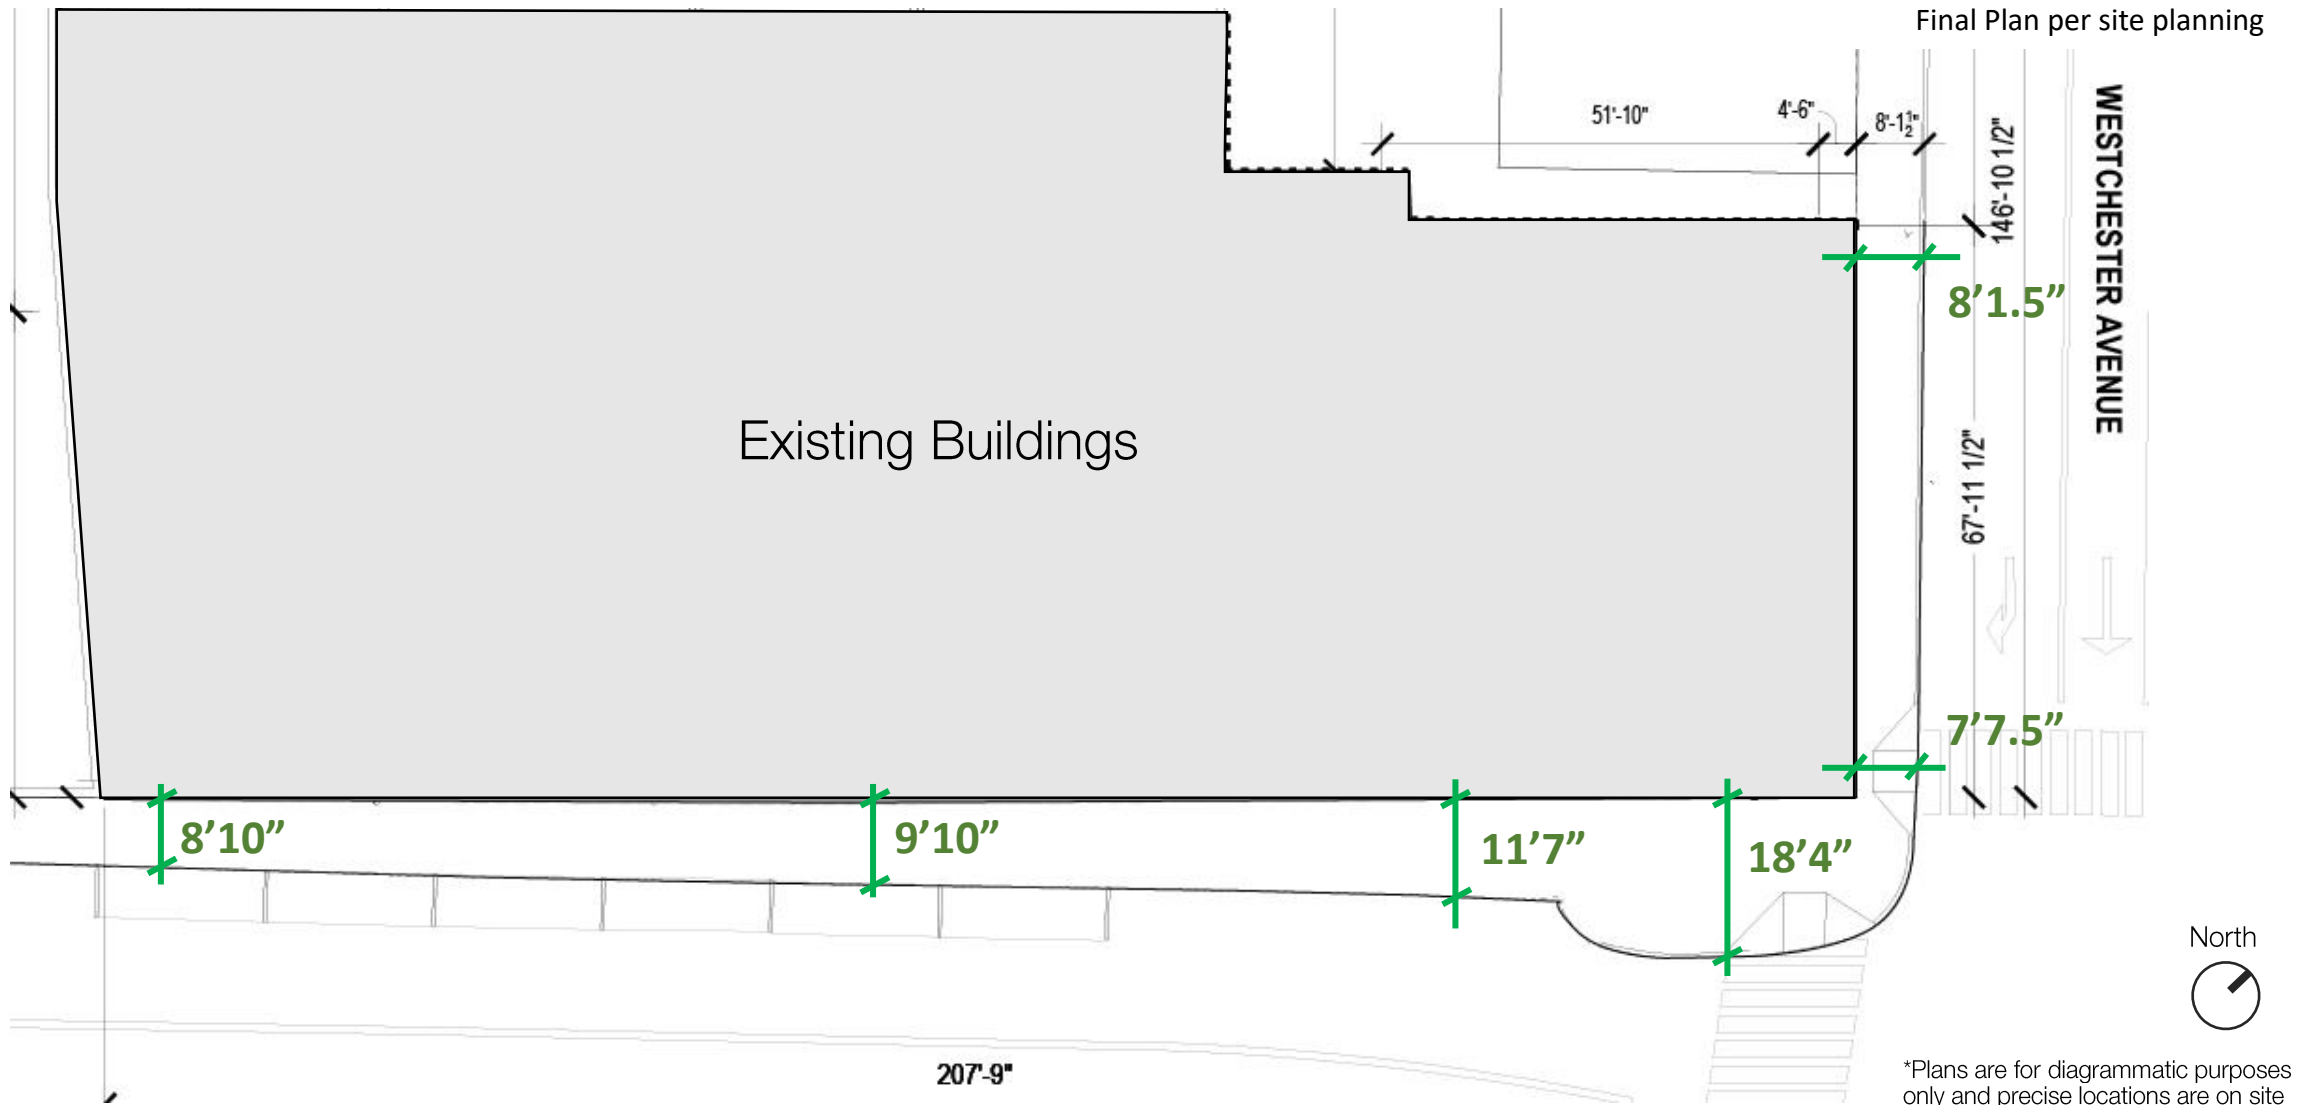 Final Plan per site planning
51'-10"
4'-6"
8'-1½"
146'-10 1/2"
WESTCHESTER AVENUE
8’1.5”
67'-11 1/2"
Existing Buildings
7’7.5”
8’10”
9’10”
11’7”
18’4”
North
207'-9"
*Plans are for diagrammatic purposes
only and precise locations are on site